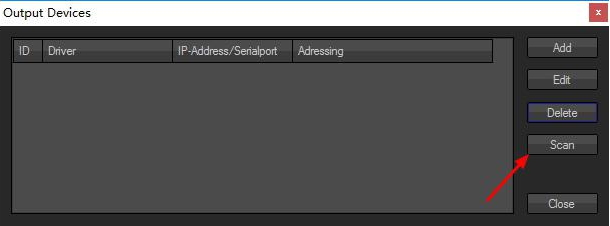 Output Devices x
ID Driver IP-Address/Serialport Adressing
Add
Edit
Delete
Scan
Close